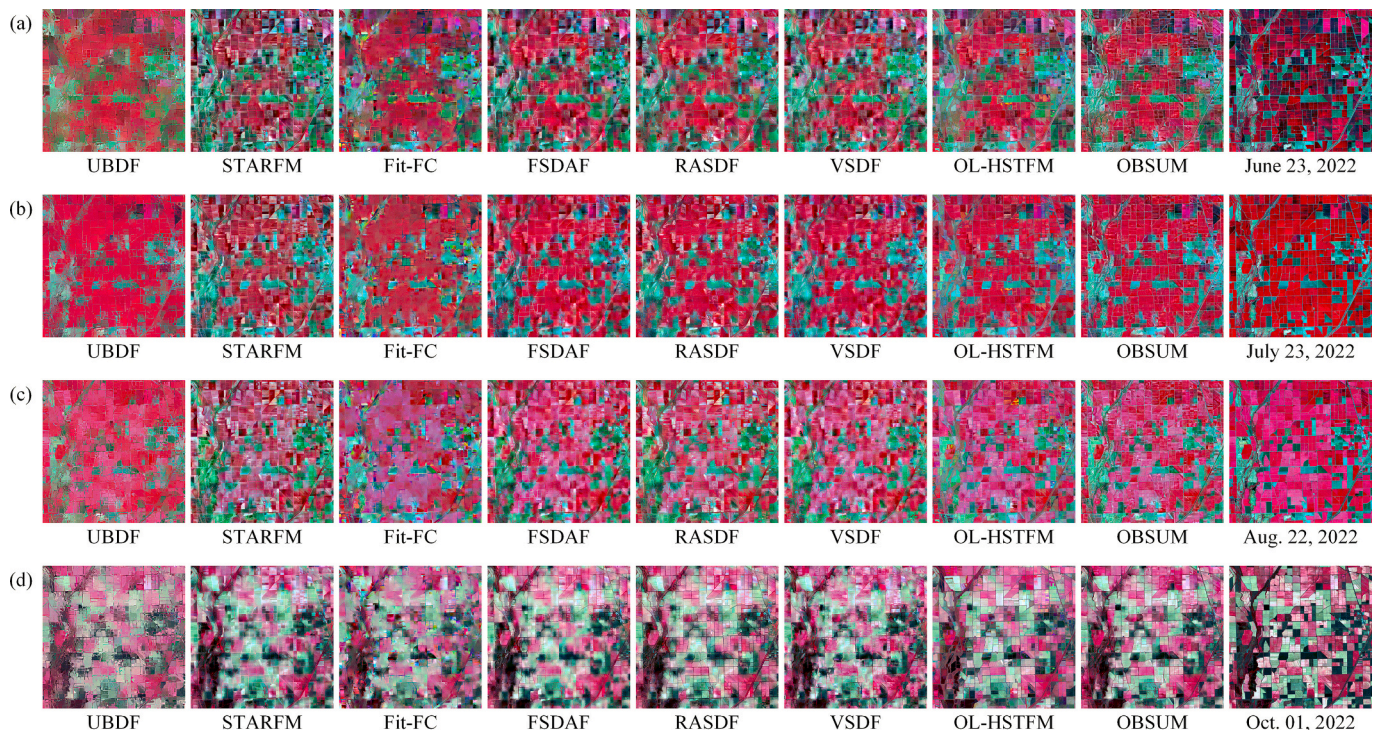 (a)
UBDF STARFM Fit-FC FSDAF RASDF VSDF OL-HSTFM OBSUM June 23, 2022
(b)
UBDF STARFM Fit-FC FSDAF RASDF VSDF OL-HSTFM OBSUM July 23, 2022
(c)
UBDF STARFM Fit-FC FSDAF RASDF VSDF OL-HSTFM OBSUM Aug. 22, 2022
(d)
UBDF STARFM Fit-FC FSDAF RASDF VSDF OL-HSTFM OBSUM Oct. 01, 2022